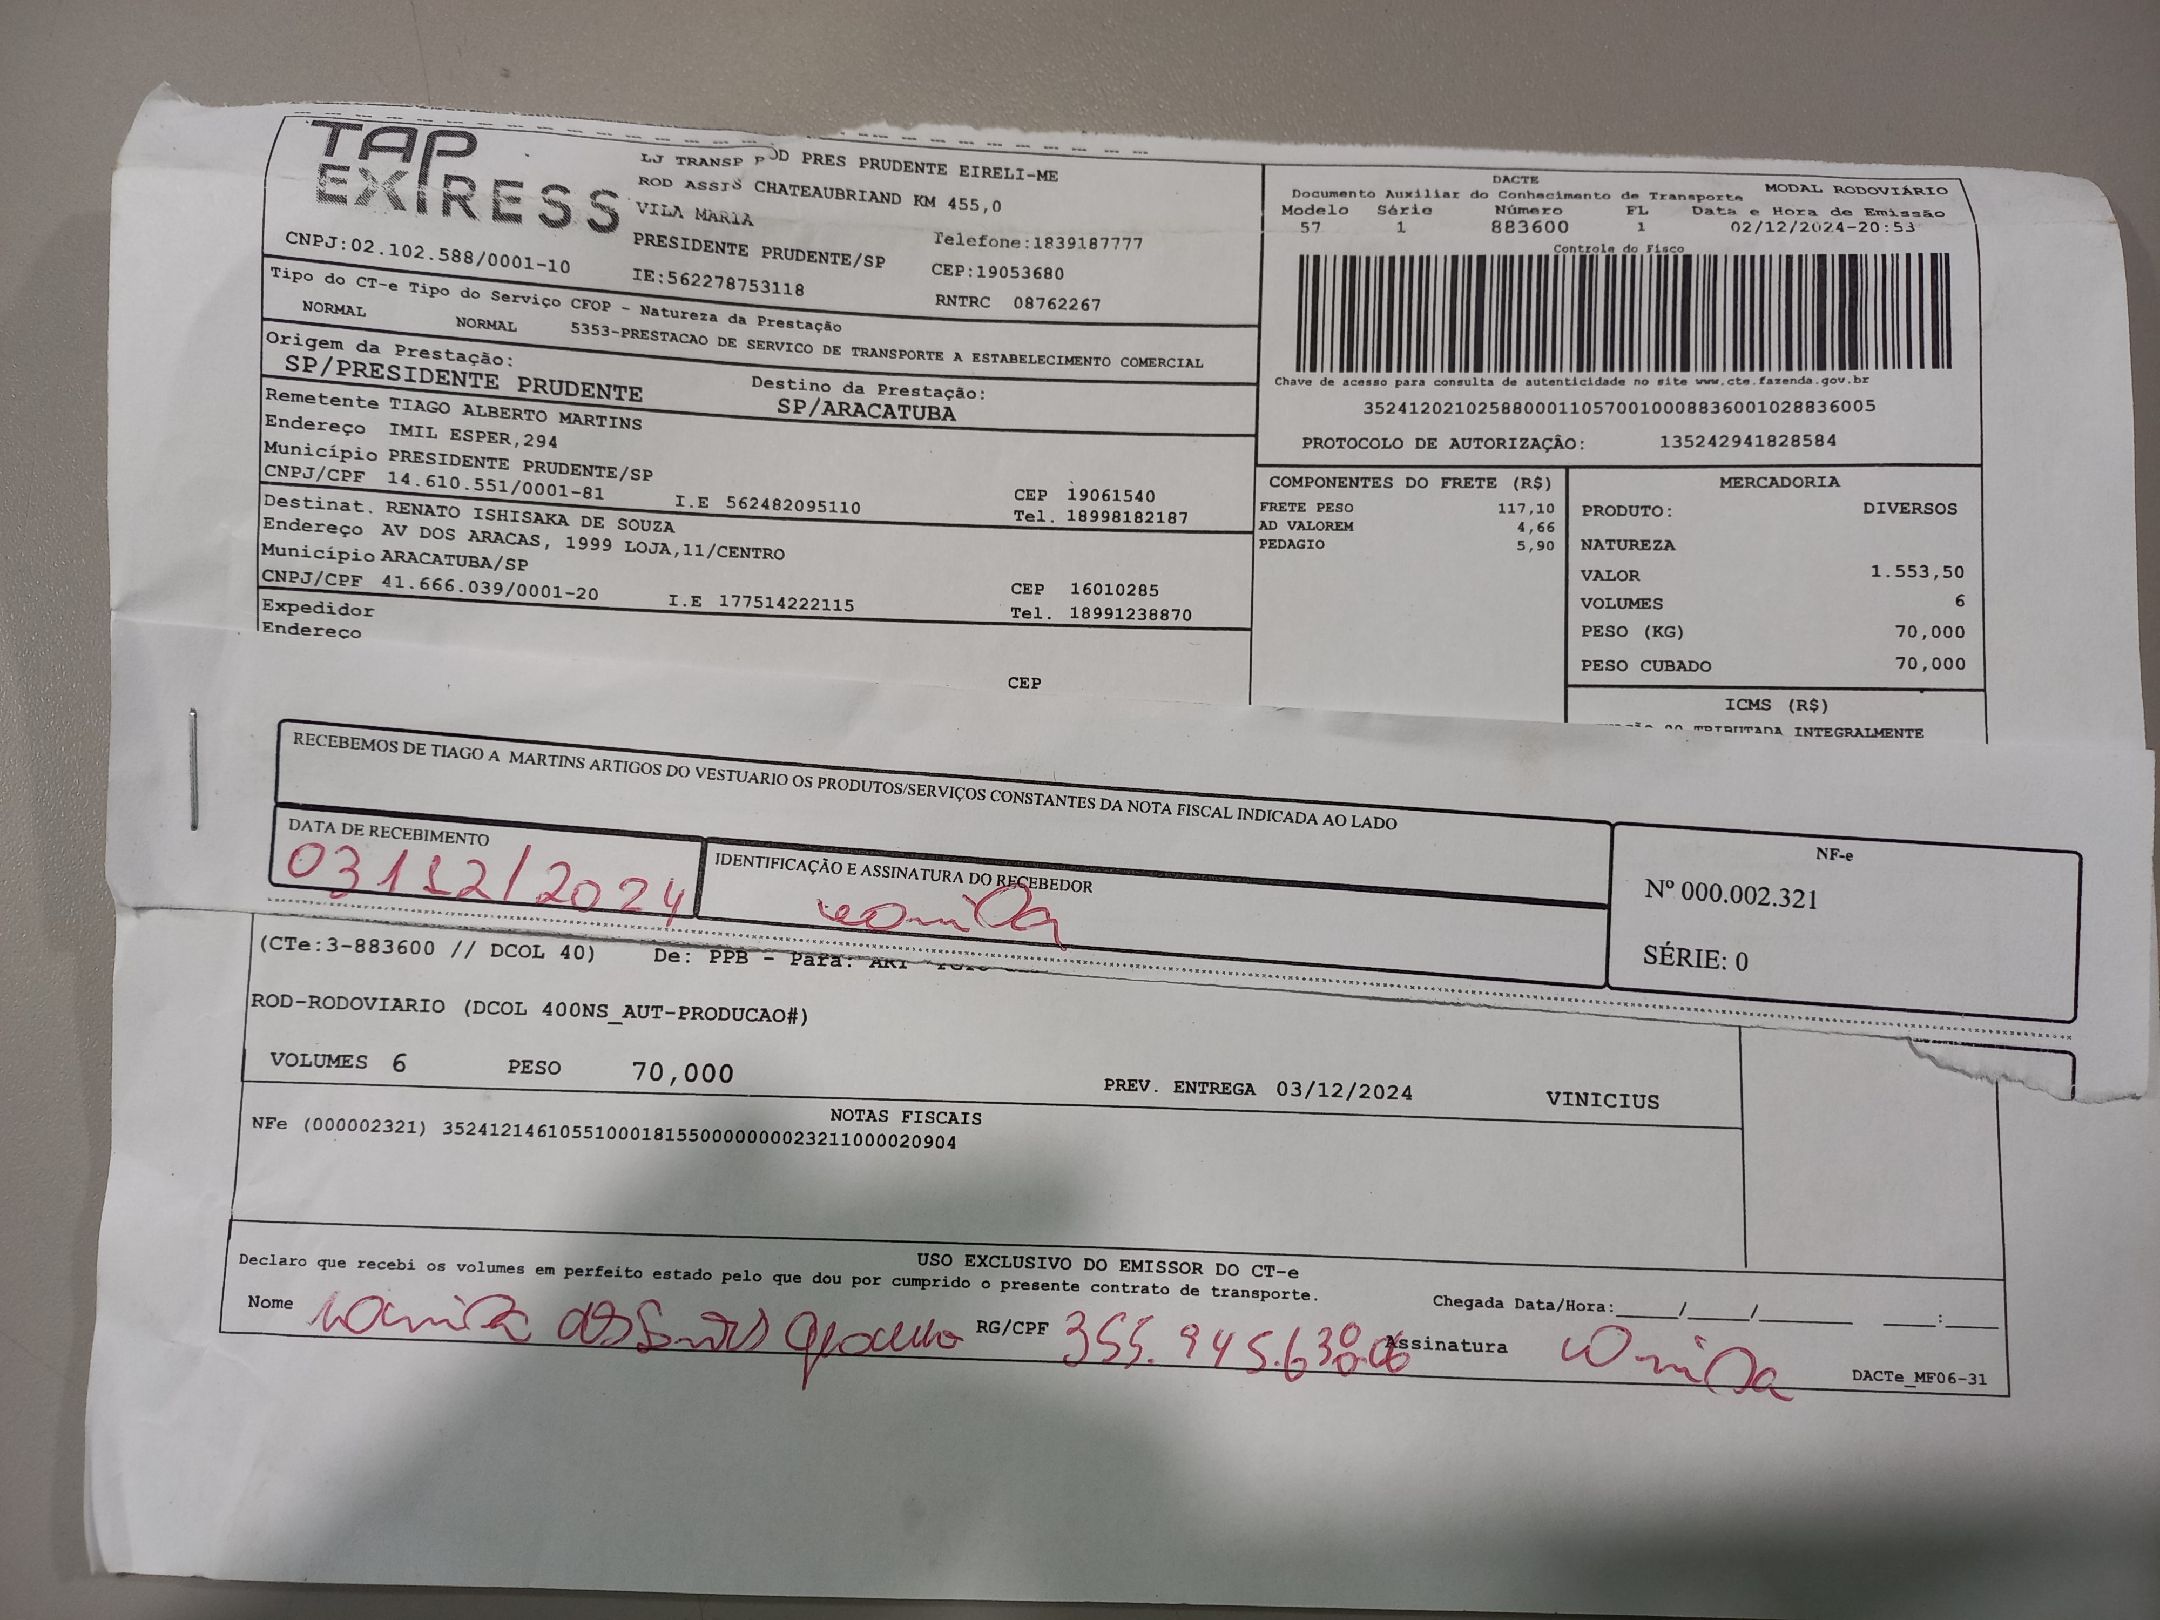 TAP
EXPRESS
CNPJ:02.102.588/0001-10
LJ TRANSP ROD PRES PRUDENTE EIRELI-ME
ROD ASSIS CHATEAUBRIAND KM 455,0
VILA MARIA
PRESIDENTE PRUDENTE/SP
IE:562278753118
Telefone:1839187777
CEP:19053680
RNTRC 08762267
DACTE
MODAL RODOVIÁRIO
Documento Auxiliar do Conhecimento de Transporte
Modelo Série Número FL Data e Hora de Emissão
57 1 883600 1 02/12/2024-20:53
Controle do Fisco
Chave de acesso para consulta de autenticidade no site www.cte.fazenda.gov.br
35241202102588000110570010008836001028836005
PROTOCOLO DE AUTORIZAÇÃO: 135242941828584
Tipo do CT-e Tipo do Serviço CFOP - Natureza da Prestação
NORMAL NORMAL 5353-PRESTACAO DE SERVICO DE TRANSPORTE A ESTABELECIMENTO COMERCIAL
Origem da Prestação: Destino da Prestação:
SP/PRESIDENTE PRUDENTE SP/ARACATUBA
Remetente TIAGO ALBERTO MARTINS
Endereço IMIL ESPER,294
Município PRESIDENTE PRUDENTE/SP CEP 19061540
CNPJ/CPF 14.610.551/0001-81 I.E 562482095110 Tel. 18998182187
Destinat. RENATO ISHISAKA DE SOUZA
Endereço AV DOS ARACAS, 1999 LOJA,11/CENTRO
Município ARACATUBA/SP CEP 16010285
CNPJ/CPF 41.666.039/0001-20 I.E 177514222115 Tel. 18991238870
Expedidor
Endereço
CEP
COMPONENTES DO FRETE (R$)
FRETE PESO 117,10
AD VALOREM 4,66
PEDAGIO 5,90
MERCADORIA
PRODUTO: DIVERSOS
NATUREZA
VALOR 1.553,50
VOLUMES 6
PESO (KG) 70,000
PESO CUBADO 70,000
ICMS (R$)
TRIBUTADA INTEGRALMENTE
RECEBEMOS DE TIAGO A MARTINS ARTIGOS DO VESTUARIO OS PRODUTOS/SERVIÇOS CONSTANTES DA NOTA FISCAL INDICADA AO LADO
DATA DE RECEBIMENTO
03/12/2024
IDENTIFICAÇÃO E ASSINATURA DO RECEBEDOR
NF-e
Nº 000.002.321
SÉRIE: 0
(CTe:3-883600 // DCOL 40) De: PPB - Para:
ROD-RODOVIARIO (DCOL 400NS_AUT-PRODUCAO#)
VOLUMES 6 PESO 70,000 PREV. ENTREGA 03/12/2024 VINICIUS
NOTAS FISCAIS
NFe (000002321) 35241214610551000181550000000023211000020904
USO EXCLUSIVO DO EMISSOR DO CT-e
Declaro que recebi os volumes em perfeito estado pelo que dou por cumprido o presente contrato de transporte.
Chegada Data/Hora:____/____/______ ____:____
Nome RG/CPF 355.945.6 Assinatura
DACTe_MF06-31